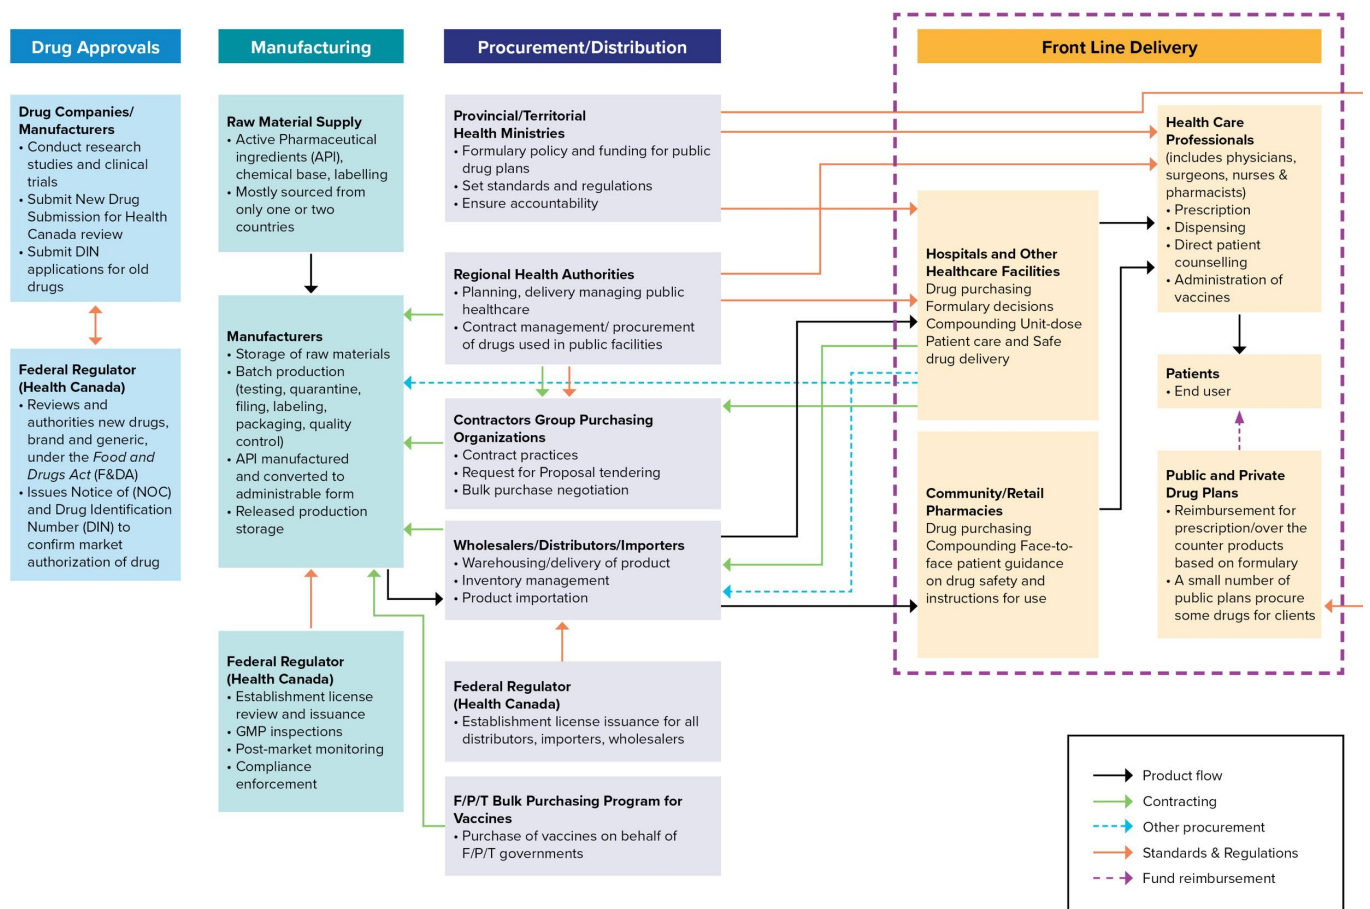 Drug Approvals
Drug Companies/
Manufacturers
• Conduct research
studies and clinical
trials
• Submit New Drug
Submission for Health
Canada review
• Submit DIN
applications for old
drugs
Federal Regulator
(Health Canada)
• Reviews and
authorities new drugs,
brand and generic,
under the Food and
Drugs Act (F&DA)
• Issues Notice of (NOC)
and Drug Identification
Number (DIN) to
confirm market
authorization of drug
Manufacturing
Raw Material Supply
• Active Pharmaceutical
ingredients (API),
chemical base, labelling
• Mostly sourced from
only one or two
countries
Manufacturers
• Storage of raw materials
• Batch production
(testing, quarantine,
filing, labeling,
packaging, quality
control)
• API manufactured
and converted to
administrable form
• Released production
storage
Federal Regulator
(Health Canada)
• Establishment license
review and issuance
• GMP inspections
• Post-market monitoring
• Compliance
enforcement
Procurement/Distribution
Provincial/Territorial
Health Ministries
• Formulary policy and funding for public
drug plans
• Set standards and regulations
• Ensure accountability
Regional Health Authorities
• Planning, delivery managing public
healthcare
• Contract management/ procurement
of drugs used in public facilities
Contractors Group Purchasing
Organizations
• Contract practices
• Request for Proposal tendering
• Bulk purchase negotiation
Wholesalers/Distributors/Importers
• Warehousing/delivery of product
• Inventory management
• Product importation
Federal Regulator
(Health Canada)
• Establishment license issuance for all
distributors, importers, wholesalers
F/P/T Bulk Purchasing Program for
Vaccines
• Purchase of vaccines on behalf of
F/P/T governments
Front Line Delivery
Hospitals and Other
Healthcare Facilities
Drug purchasing
Formulary decisions
Compounding Unit-dose
Patient care and Safe
drug delivery
Community/Retail
Pharmacies
Drug purchasing
Compounding Face-to-
face patient guidance
on drug safety and
instructions for use
Health Care
Professionals
(includes physicians,
surgeons, nurses &
pharmacists)
• Prescription
• Dispensing
• Direct patient
counselling
• Administration of
vaccines
Patients
• End user
Public and Private
Drug Plans
• Reimbursement for
prescription/over the
counter products
based on formulary
• A small number of
public plans procure
some drugs for clients
Product flow
Contracting
Other procurement
Standards & Regulations
Fund reimbursement